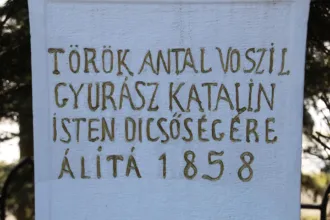 TÖRÖK ANTAL VOSZIL
GYURÁSZ KATALIN
ISTEN DICSŐSÉGÉRE
ÁLITÁ 1858